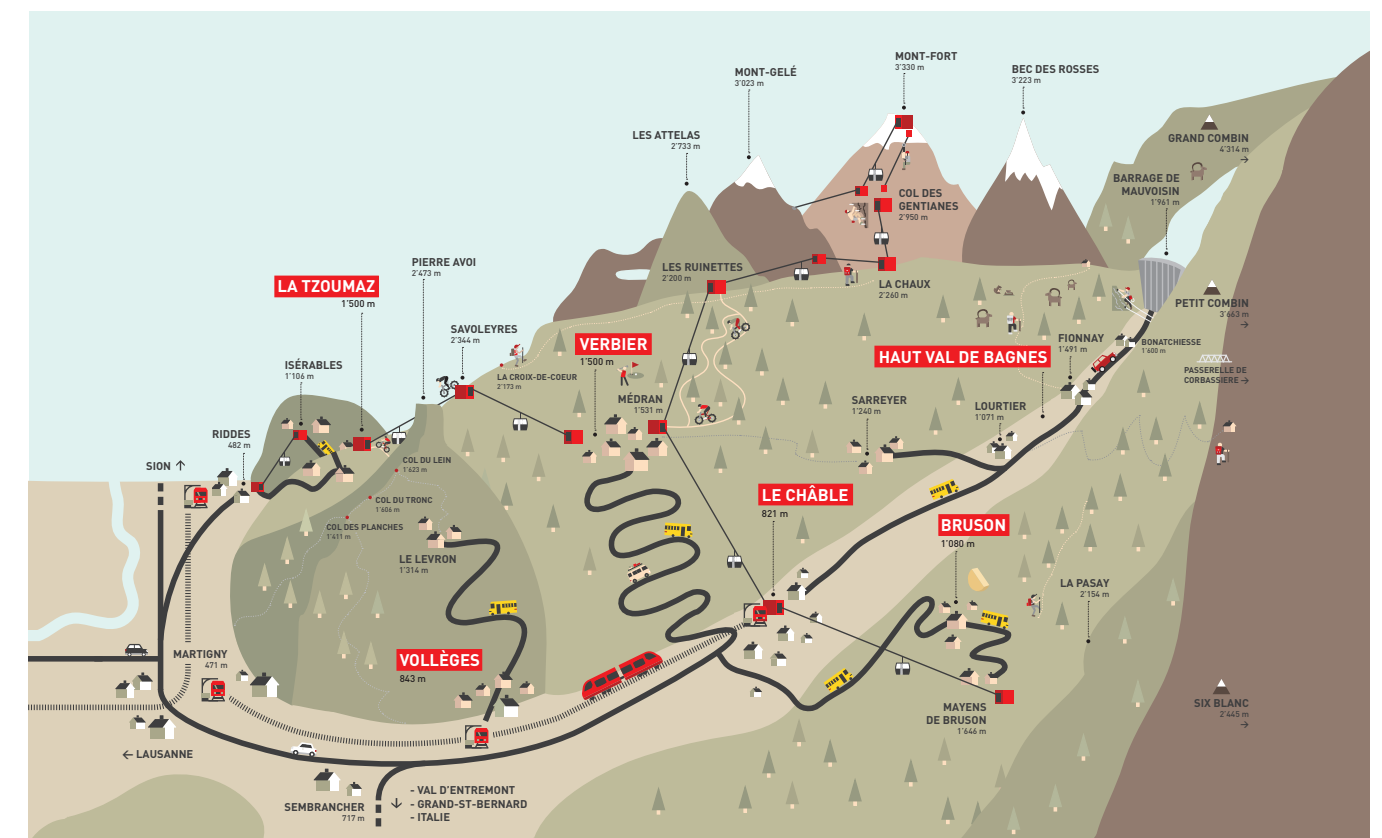 MONT-FORT
3'330 m
MONT-GELÉ
3'023 m
BEC DES ROSSES
3'223 m
LES ATTELAS
2'733 m
GRAND COMBIN
4'314 m
→
BARRAGE DE
MAUVOISIN
1'961 m
COL DES
GENTIANES
2'950 m
PIERRE AVOI
2'473 m
LES RUINETTES
2'200 m
LA TZOUMAZ
1'500 m
LA CHAUX
2'260 m
PETIT COMBIN
3'663 m
→
SAVOLEYRES
2'344 m
VERBIER
1'500 m
HAUT VAL DE BAGNES
FIONNAY
1'491 m
BONATCHIESSE
1'600 m
ISÉRABLES
1'106 m
LA CROIX-DE-COEUR
2'173 m
PASSERELLE DE
CORBASSIÈRE →
MÉDRAN
1'531 m
SARREYER
1'240 m
LOURTIER
1'071 m
RIDDES
482 m
SION ↑
COL DU LEIN
1'623 m
COL DU TRONC
1'606 m
COL DES PLANCHES
1'411 m
LE CHÂBLE
821 m
BRUSON
1'080 m
LE LEVRON
1'314 m
LA PASAY
2'154 m
MARTIGNY
471 m
VOLLÈGES
843 m
MAYENS
DE BRUSON
1'646 m
SIX BLANC
2'445 m
→
← LAUSANNE
SEMBRANCHER
717 m
↓
- VAL D'ENTREMONT
- GRAND-ST-BERNARD
- ITALIE